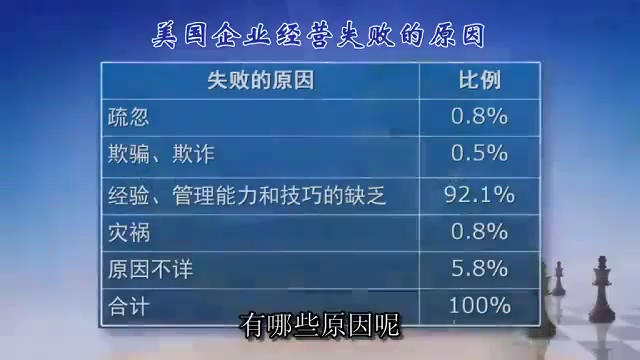 美国企业经营失败的原因
失败的原因 比例
疏忽 0.8%
欺骗、欺诈 0.5%
经验、管理能力和技巧的缺乏 92.1%
灾祸 0.8%
原因不详 5.8%
合计 100%
有哪些原因呢